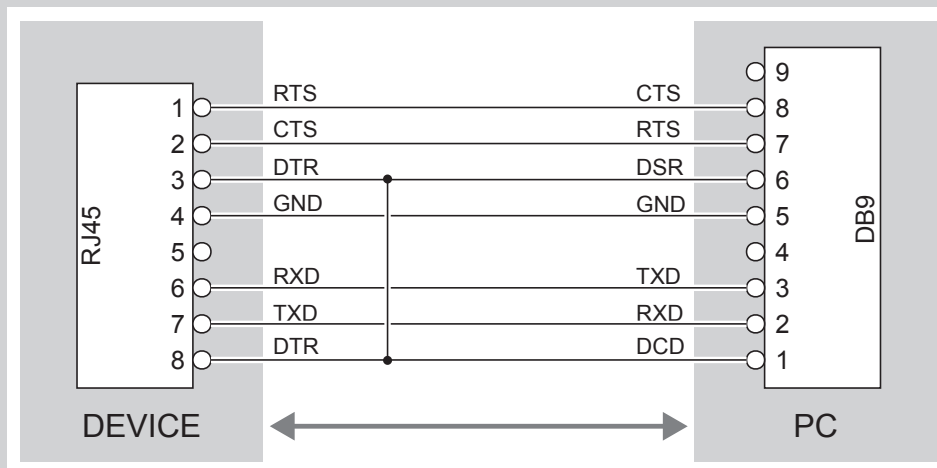 9
RTS CTS
1 8
CTS RTS
2 7
DTR DSR
3 6
GND GND
4 5
RJ45
DB9
5 4
RXD TXD
6 3
TXD RXD
7 2
DTR DCD
8 1
DEVICE PC